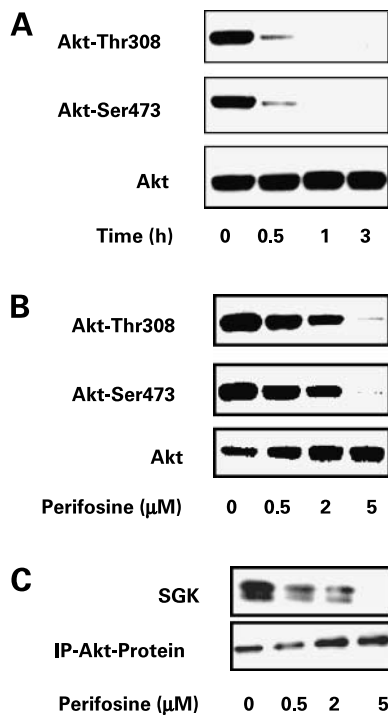 A
Akt-Thr308
Akt-Ser473
Akt
Time (h) 0 0.5 1 3
B
Akt-Thr308
Akt-Ser473
Akt
Perifosine (μM) 0 0.5 2 5
C
SGK
IP-Akt-Protein
Perifosine (μM) 0 0.5 2 5